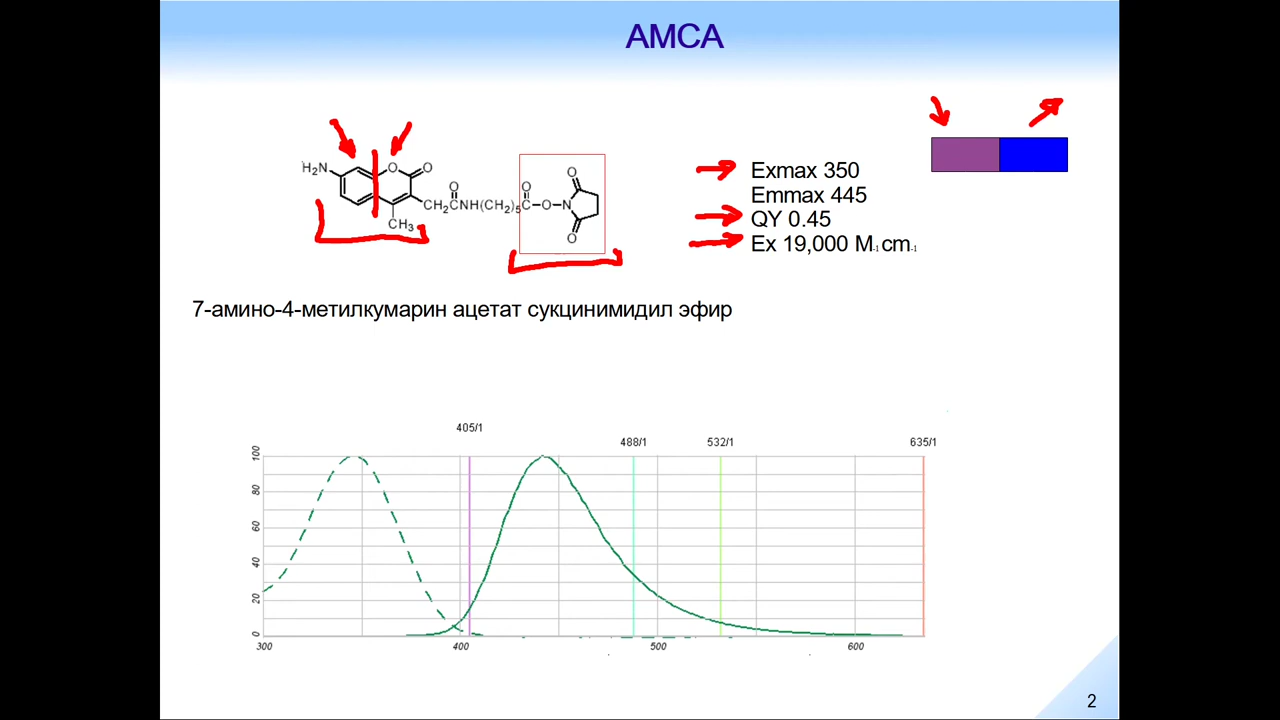 AMCA
H₂N
O
O
CH₃
O
CH₂CNH(CH₂)₅C
O
O
N
O
O
Exmax 350
Emmax 445
QY 0.45
Ex 19,000 M-1 cm-1
7-амино-4-метилкумарин ацетат сукцинимидил эфир
405/1
488/1
532/1
635/1
100
80
60
40
20
0
300
400
500
600
2